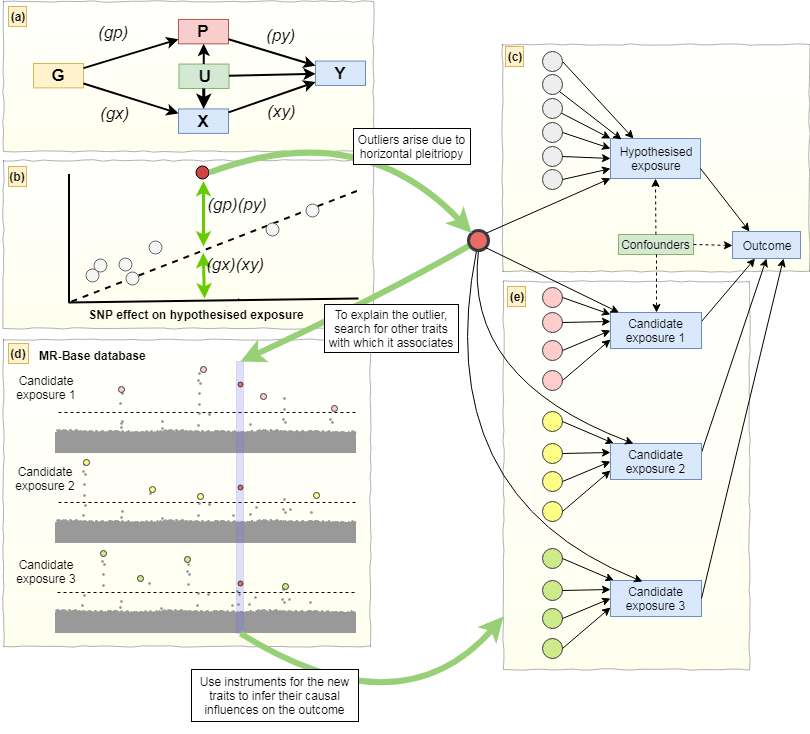 (a)
(gp)
P
(py)
G
U
Y
(gx)
X
(xy)
Outliers arise due to
horizontal pleitriopy
(b)
(gp)(py)
(gx)(xy)
SNP effect on hypothesised exposure
(c)
Hypothesised
exposure
Confounders
Outcome
To explain the outlier,
search for other traits
with which it associates
(d)
MR-Base database
Candidate
exposure 1
Candidate
exposure 2
Candidate
exposure 3
(e)
Candidate
exposure 1
Candidate
exposure 2
Candidate
exposure 3
Use instruments for the new
traits to infer their causal
influences on the outcome